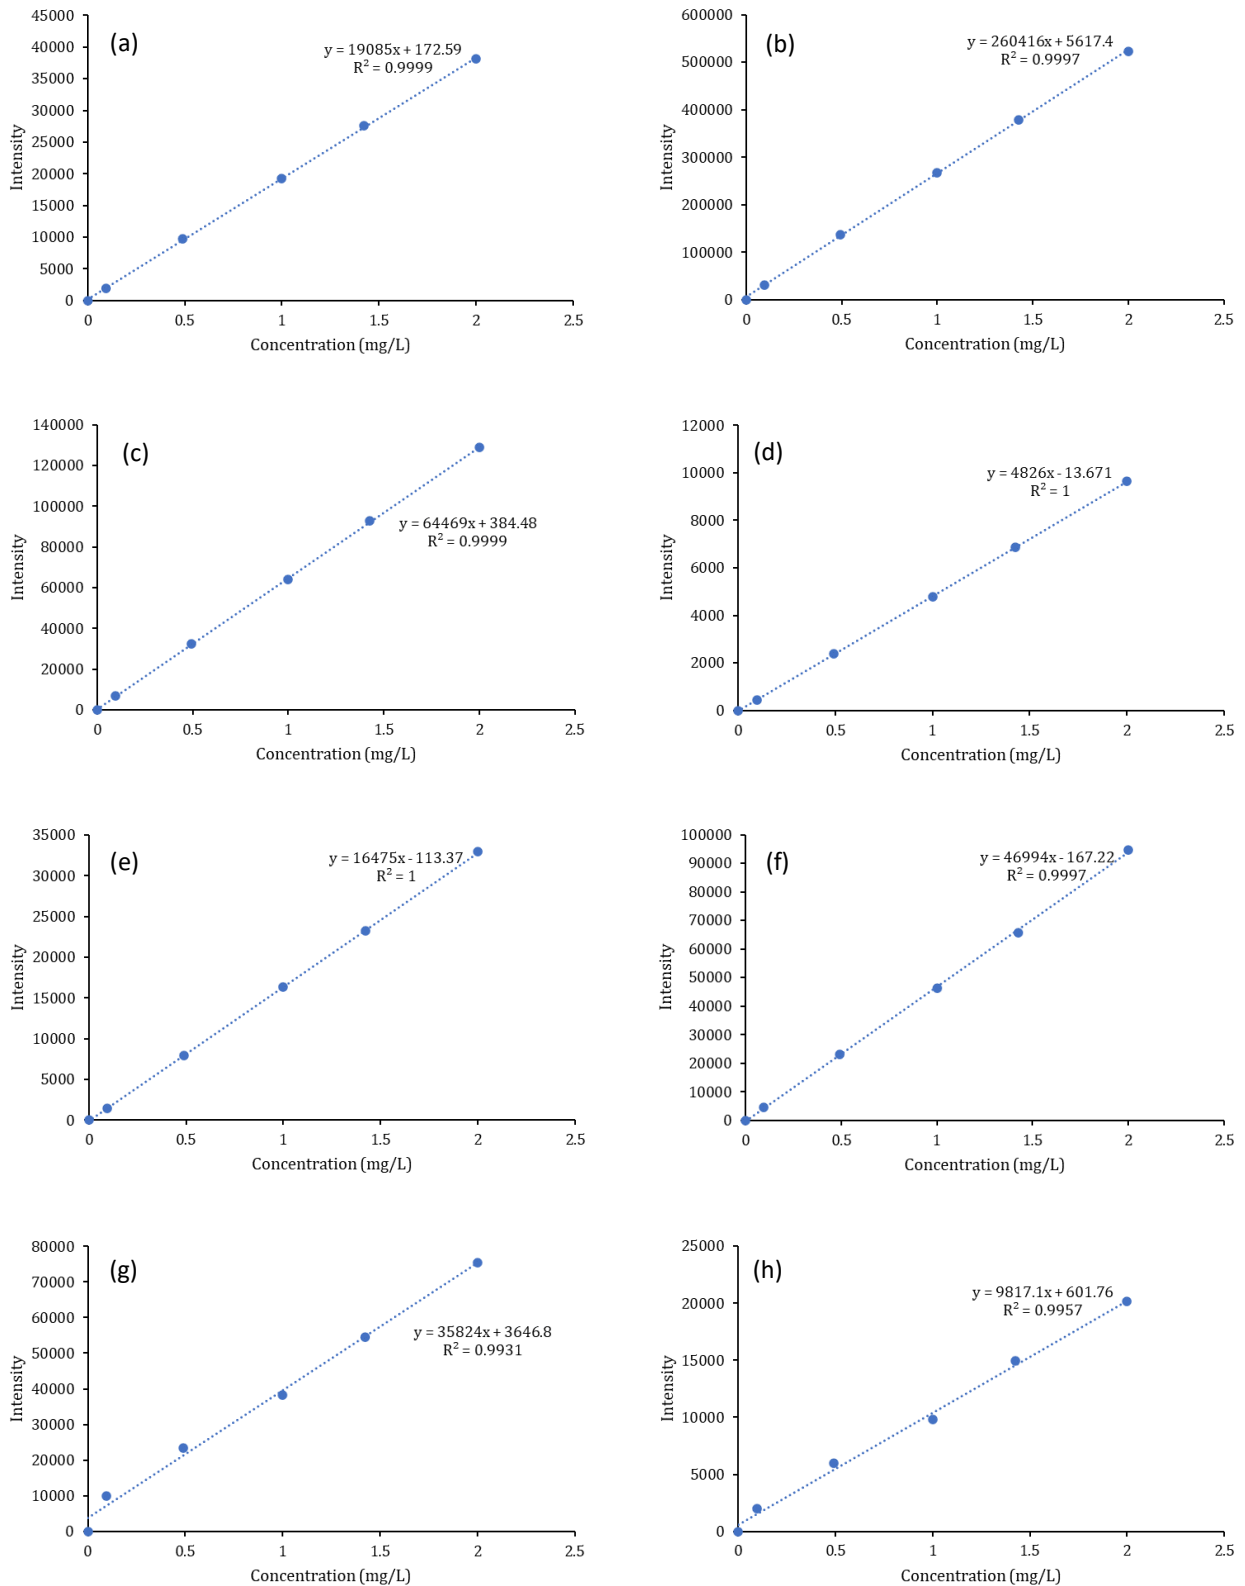 (a)
y = 19085x + 172.59
R² = 0.9999
45000
40000
35000
30000
25000
20000
15000
10000
5000
0
Intensity
0 0.5 1 1.5 2 2.5
Concentration (mg/L)
(b)
y = 260416x + 5617.4
R² = 0.9997
600000
500000
400000
300000
200000
100000
0
Intensity
0 0.5 1 1.5 2 2.5
Concentration (mg/L)
(c)
y = 64469x + 384.48
R² = 0.9999
140000
120000
100000
80000
60000
40000
20000
0
Intensity
0 0.5 1 1.5 2 2.5
Concentration (mg/L)
(d)
y = 4826x - 13.671
R² = 1
12000
10000
8000
6000
4000
2000
0
Intensity
0 0.5 1 1.5 2 2.5
Concentration (mg/L)
(e)
y = 16475x - 113.37
R² = 1
35000
30000
25000
20000
15000
10000
5000
0
Intensity
0 0.5 1 1.5 2 2.5
Concentration (mg/L)
(f)
y = 46994x - 167.22
R² = 0.9997
100000
90000
80000
70000
60000
50000
40000
30000
20000
10000
0
Intensity
0 0.5 1 1.5 2 2.5
Concentration (mg/L)
(g)
y = 35824x + 3646.8
R² = 0.9931
80000
70000
60000
50000
40000
30000
20000
10000
0
Intensity
0 0.5 1 1.5 2 2.5
Concentration (mg/L)
(h)
y = 9817.1x + 601.76
R² = 0.9957
25000
20000
15000
10000
5000
0
Intensity
0 0.5 1 1.5 2 2.5
Concentration (mg/L)